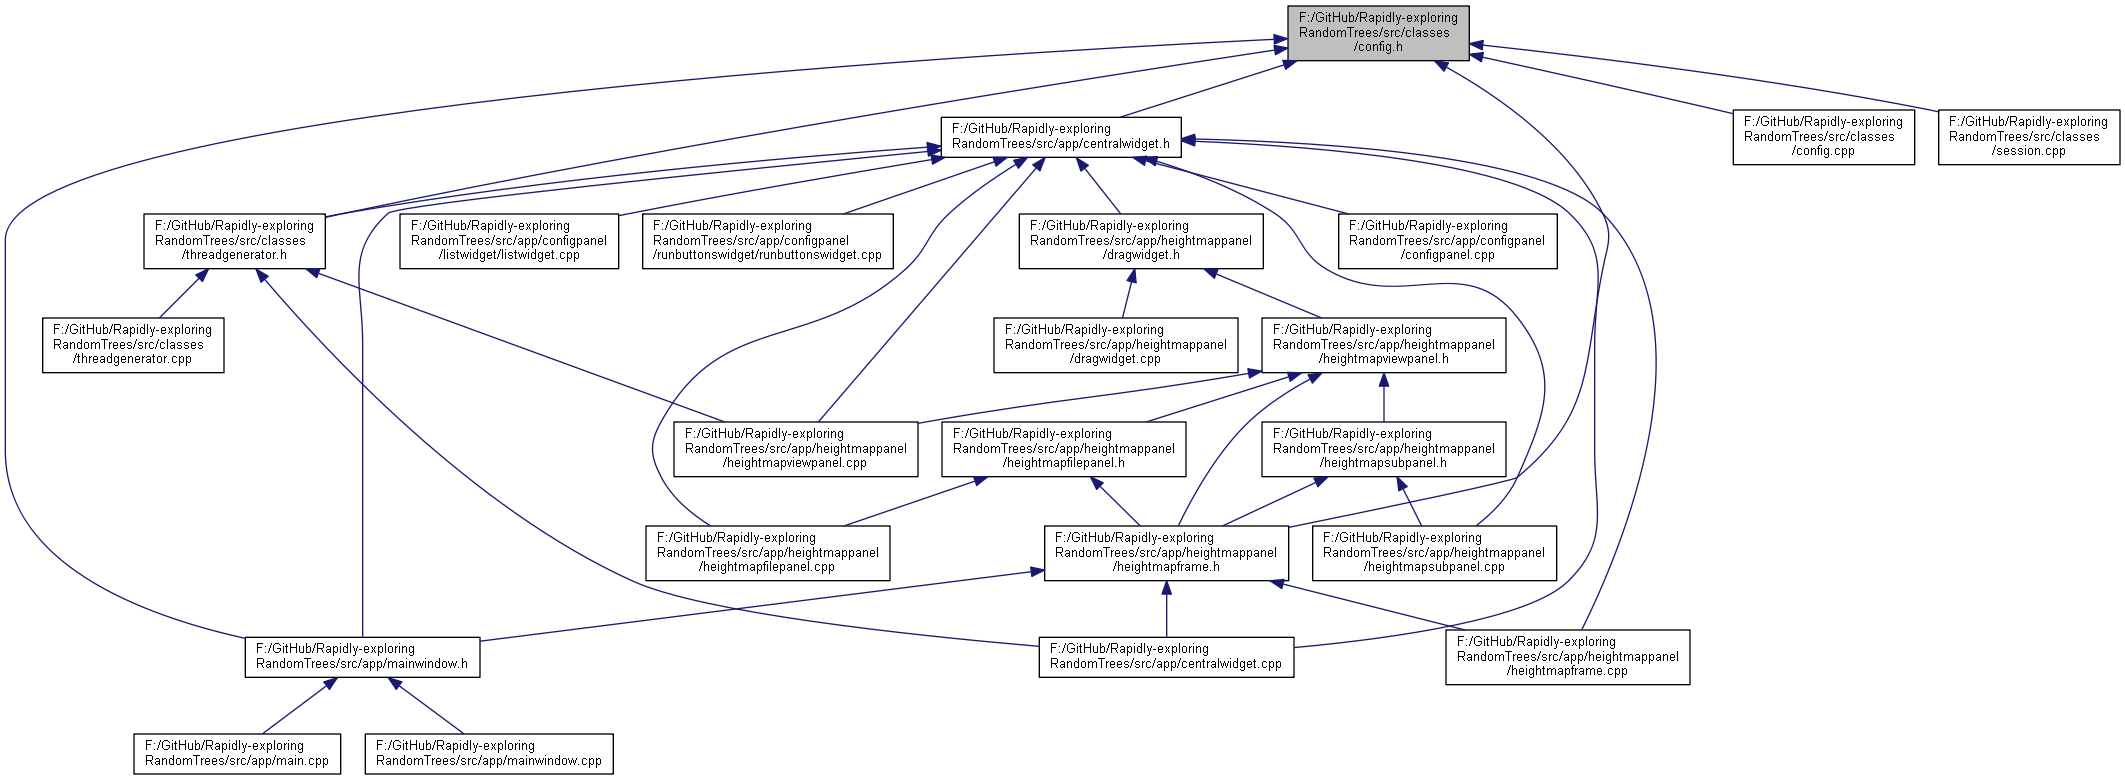 F:/GitHub/Rapidly-exploring
RandomTrees/src/classes
/config.h
F:/GitHub/Rapidly-exploring
RandomTrees/src/app/centralwidget.h
F:/GitHub/Rapidly-exploring
RandomTrees/src/classes
/config.cpp
F:/GitHub/Rapidly-exploring
RandomTrees/src/classes
/session.cpp
F:/GitHub/Rapidly-exploring
RandomTrees/src/classes
/threadgenerator.h
F:/GitHub/Rapidly-exploring
RandomTrees/src/app/configpanel
/listwidget/listwidget.cpp
F:/GitHub/Rapidly-exploring
RandomTrees/src/app/configpanel
/runbuttonswidget/runbuttonswidget.cpp
F:/GitHub/Rapidly-exploring
RandomTrees/src/app/heightmappanel
/dragwidget.h
F:/GitHub/Rapidly-exploring
RandomTrees/src/app/configpanel
/configpanel.cpp
F:/GitHub/Rapidly-exploring
RandomTrees/src/classes
/threadgenerator.cpp
F:/GitHub/Rapidly-exploring
RandomTrees/src/app/heightmappanel
/dragwidget.cpp
F:/GitHub/Rapidly-exploring
RandomTrees/src/app/heightmappanel
/heightmapviewpanel.h
F:/GitHub/Rapidly-exploring
RandomTrees/src/app/heightmappanel
/heightmapviewpanel.cpp
F:/GitHub/Rapidly-exploring
RandomTrees/src/app/heightmappanel
/heightmapfilepanel.h
F:/GitHub/Rapidly-exploring
RandomTrees/src/app/heightmappanel
/heightmapsubpanel.h
F:/GitHub/Rapidly-exploring
RandomTrees/src/app/heightmappanel
/heightmapfilepanel.cpp
F:/GitHub/Rapidly-exploring
RandomTrees/src/app/heightmappanel
/heightmapframe.h
F:/GitHub/Rapidly-exploring
RandomTrees/src/app/heightmappanel
/heightmapsubpanel.cpp
F:/GitHub/Rapidly-exploring
RandomTrees/src/app/mainwindow.h
F:/GitHub/Rapidly-exploring
RandomTrees/src/app/centralwidget.cpp
F:/GitHub/Rapidly-exploring
RandomTrees/src/app/heightmappanel
/heightmapframe.cpp
F:/GitHub/Rapidly-exploring
RandomTrees/src/app/main.cpp
F:/GitHub/Rapidly-exploring
RandomTrees/src/app/mainwindow.cpp